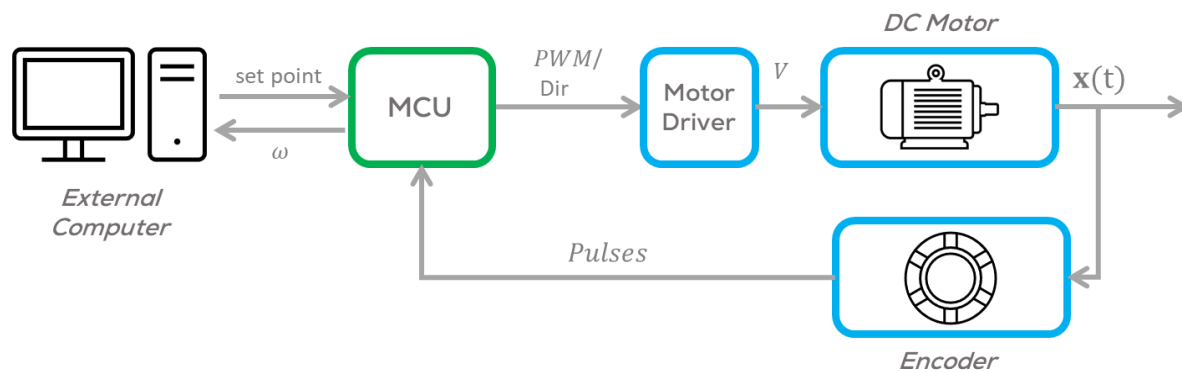 DC Motor
set point
ω
External
Computer
MCU
PWM/
Dir
Motor
Driver
V
𝐱(t)
Pulses
Encoder